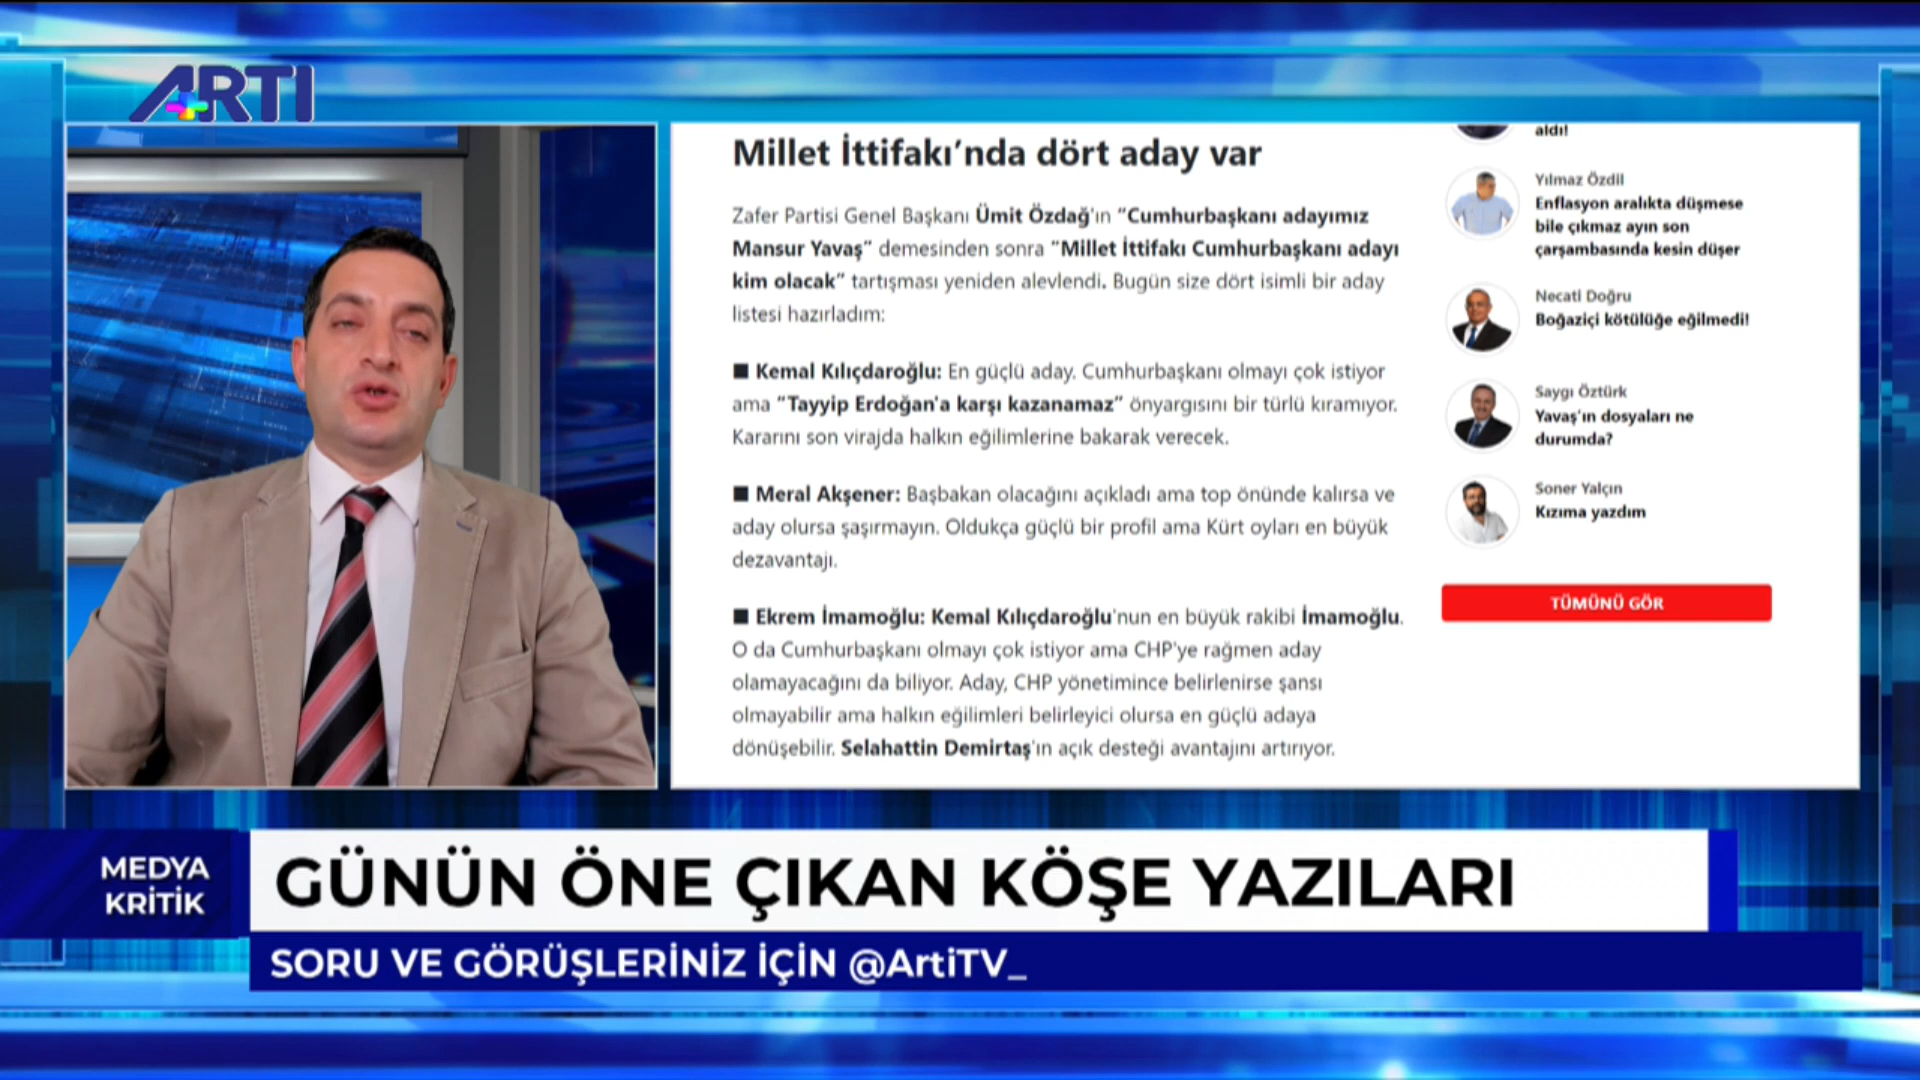 ARTI
Millet İttifakı'nda dört aday var
Zafer Partisi Genel Başkanı Ümit Özdağ'ın "Cumhurbaşkanı adayımız
Mansur Yavaş" demesinden sonra "Millet İttifakı Cumhurbaşkanı adayı
kim olacak" tartışması yeniden alevlendi. Bugün size dört isimli bir aday
listesi hazırladım:
■ Kemal Kılıçdaroğlu: En güçlü aday. Cumhurbaşkanı olmayı çok istiyor
ama "Tayyip Erdoğan'a karşı kazanamaz" önyargısını bir türlü kıramıyor.
Kararını son virajda halkın eğilimlerine bakarak verecek.
■ Meral Akşener: Başbakan olacağını açıkladı ama top önünde kalırsa ve
aday olursa şaşırmayın. Oldukça güçlü bir profil ama Kürt oyları en büyük
dezavantajı.
■ Ekrem İmamoğlu: Kemal Kılıçdaroğlu'nun en büyük rakibi İmamoğlu.
O da Cumhurbaşkanı olmayı çok istiyor ama CHP'ye rağmen aday
olamayacağını da biliyor. Aday, CHP yönetimince belirlenirse şansı
olmayabilir ama halkın eğilimleri belirleyici olursa en güçlü adaya
dönüşebilir. Selahattin Demirtaş'ın açık desteği avantajını artırıyor.
aldı!
Yılmaz Özdil
Enflasyon aralıkta düşmese
bile çıkmaz ayın son
çarşambasında kesin düşer
Necati Doğru
Boğaziçi kötülüğe eğilmedi!
Saygı Öztürk
Yavaş'ın dosyaları ne
durumda?
Soner Yalçın
Kızıma yazdım
TÜMÜNÜ GÖR
MEDYA
KRİTİK
GÜNÜN ÖNE ÇIKAN KÖŞE YAZILARI
SORU VE GÖRÜŞLERİNİZ İÇİN @ArtiTV_